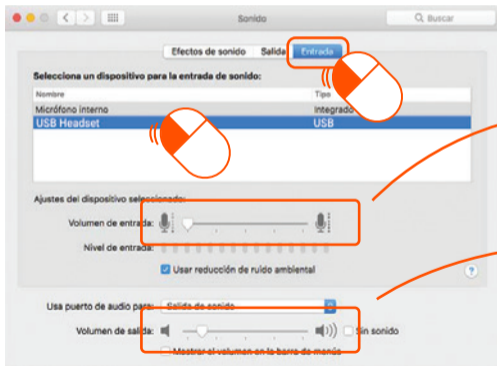 Sonido
Buscar
Efectos de sonido Salida Entrada
Selecciona un dispositivo para la entrada de sonido:
Nombre Tipo
Micrófono interno Integrado
USB Headset USB
Ajustes del dispositivo seleccionado:
Volumen de entrada:
Nivel de entrada:
Usar reducción de ruido ambiental
?
Usa puerto de audio para: Salida de sonido
Volumen de salida: Sin sonido
Mostrar el volumen en la barra de menús